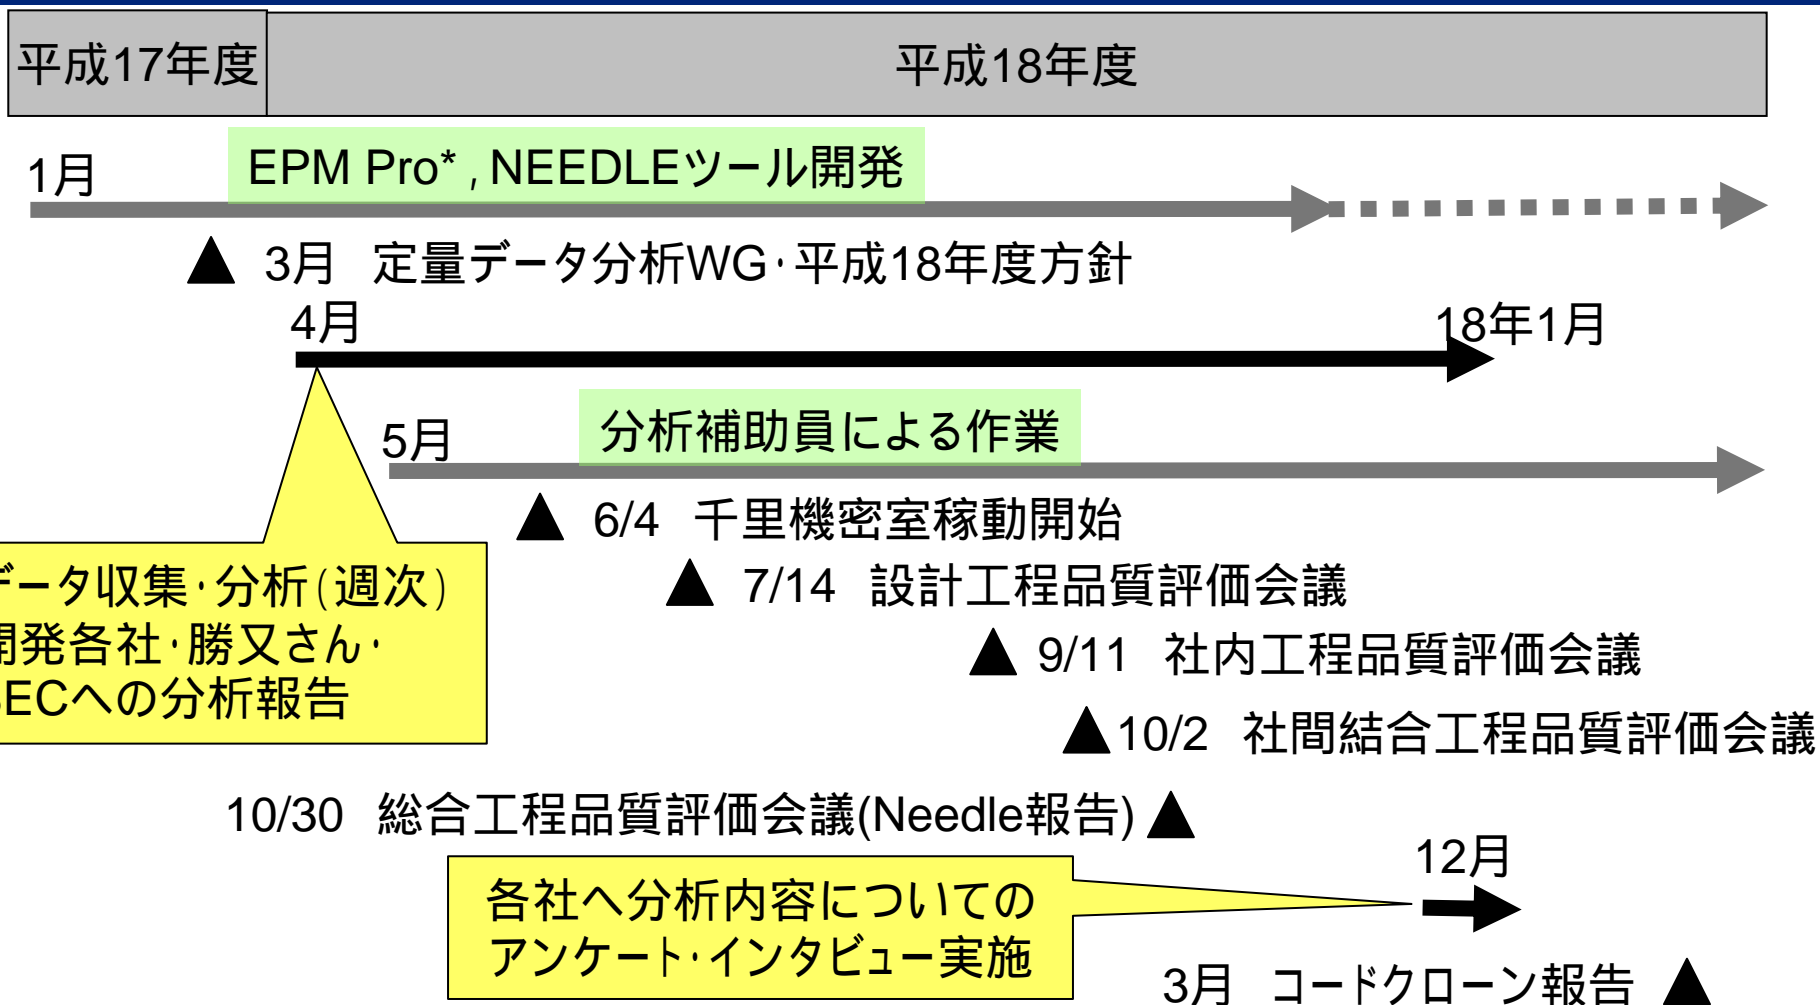 平成17年度
平成18年度
1月
EPM Pro* , NEEDLEツール開発
▲ 3月 定量データ分析WG・平成18年度方針
4月
18年1月
5月
分析補助員による作業
▲ 6/4 千里機密室稼動開始
データ収集・分析(週次)
開発各社・勝又さん・
SECへの分析報告
▲ 7/14 設計工程品質評価会議
▲ 9/11 社内工程品質評価会議
▲10/2 社間結合工程品質評価会議
10/30 総合工程品質評価会議(Needle報告) ▲
12月
各社へ分析内容についての
アンケート・インタビュー実施
3月 コードクローン報告 ▲